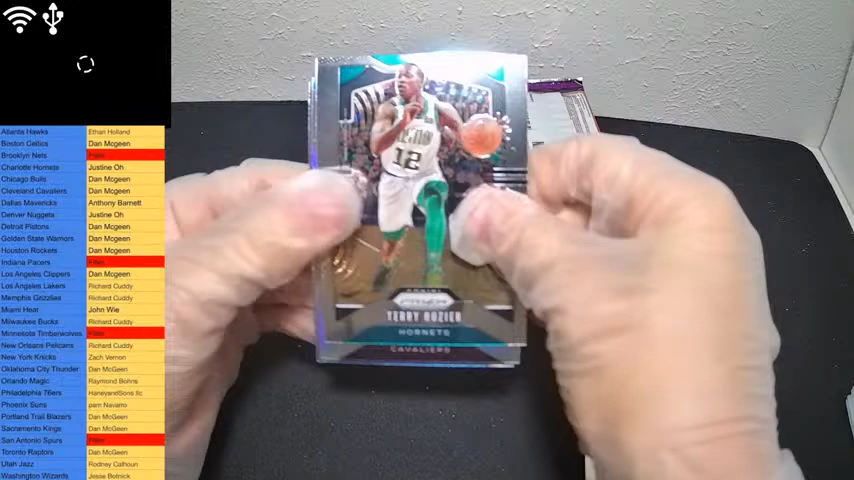 Atlanta Hawks Ethan Holland
Boston Celtics Dan Mcgeen
Brooklyn Nets Filler
Charlotte Hornets Justine Oh
Chicago Bulls Dan Mcgeen
Cleveland Cavaliers Dan Mcgeen
Dallas Mavericks Anthony Barnett
Denver Nuggets Justine Oh
Detroit Pistons Dan Mcgeen
Golden State Warriors Dan Mcgeen
Houston Rockets Dan Mcgeen
Indiana Pacers Filler
Los Angeles Clippers Dan Mcgeen
Los Angeles Lakers Richard Cuddy
Memphis Grizzlies Richard Cuddy
Miami Heat John Wie
Milwaukee Bucks Richard Cuddy
Minnesota Timberwolves Filler
New Orleans Pelicans Richard Cuddy
New York Knicks Zach Vernon
Oklahoma City Thunder Dan McGeen
Orlando Magic Raymond Bohns
Philadelphia 76ers HaneyandSons llc
Phoenix Suns pam Navarro
Portland Trail Blazers Dan McGeen
Sacramento Kings Dan McGeen
San Antonio Spurs Filler
Toronto Raptors Dan McGeen
Utah Jazz Rodney Calhoun
Washington Wizards Jesse Botnick
12
PANINI
PRIZM
TERRY ROZIER
HORNETS
CAVALIERS